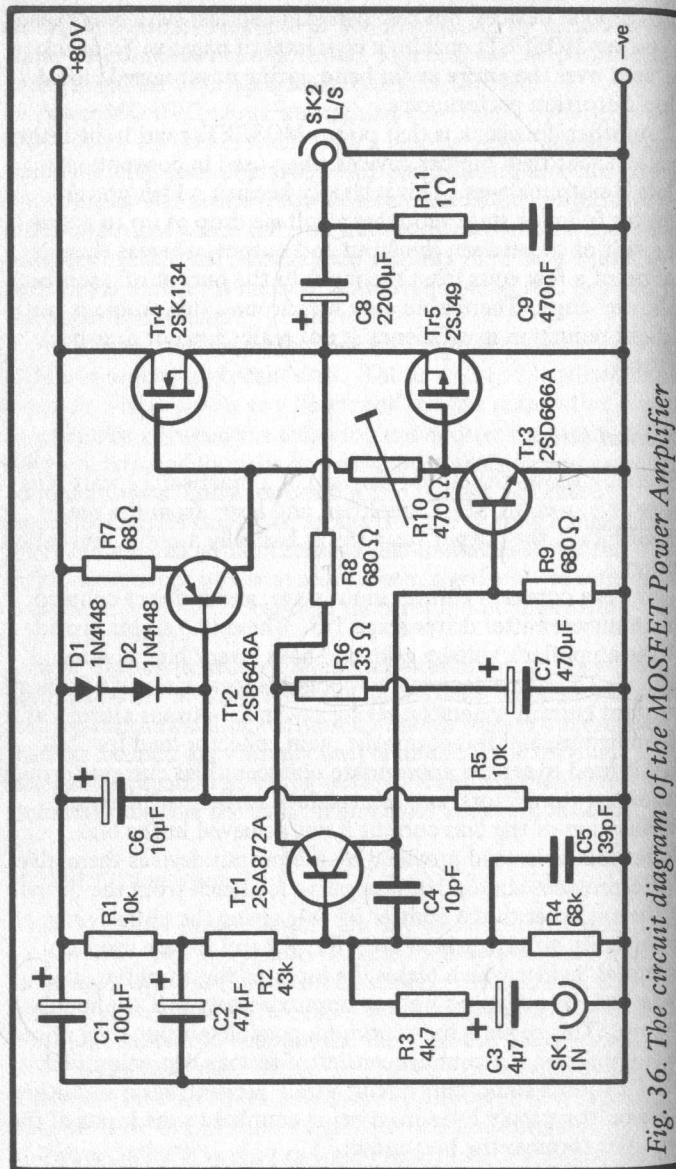 +80V
C1
100µF
R1
10k
C6
10µF
D1
1N4148
D2
1N4148
R7
68Ω
Tr4
2SK134
C2
47µF
R2
43k
Tr1
2SA872A
Tr2
2SB646A
SK2
L/S
C8
2200µF
R3
4k7
C4
10pF
R6
33Ω
R8
680Ω
R10
470Ω
Tr5
2SJ49
R11
1Ω
C3
4µ7
R5
10k
Tr3
2SD666A
SK1
IN
R4
68k
C5
39pF
C7
470µF
R9
680Ω
C9
470nF
-ve
Fig. 36. The circuit diagram of the MOSFET Power Amplifier